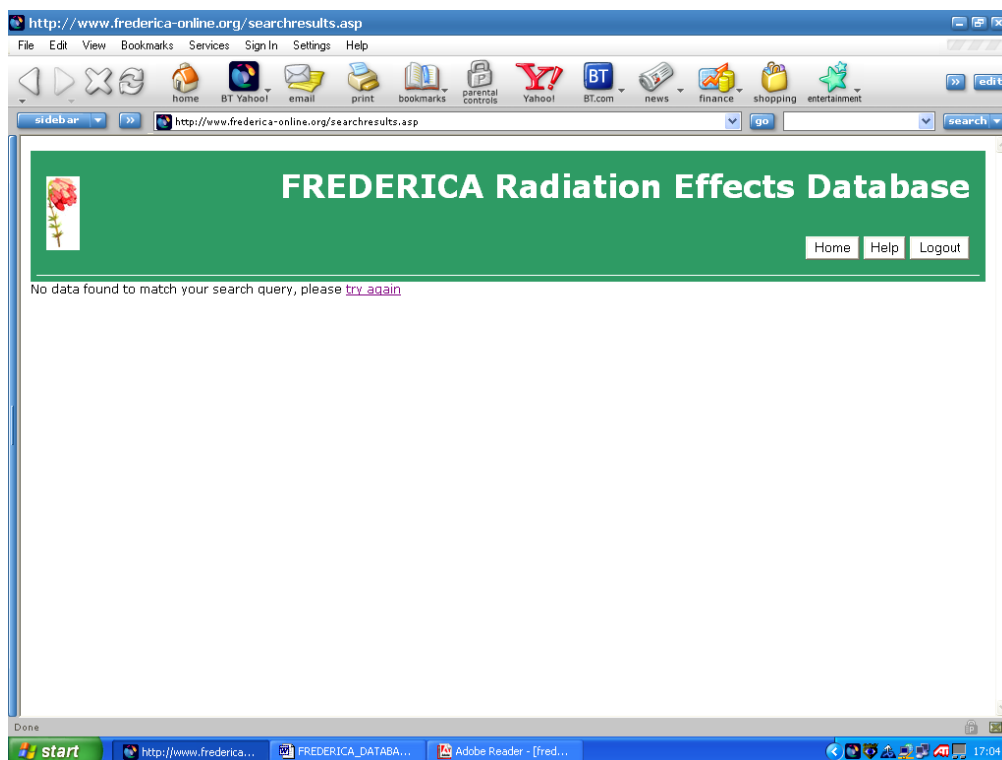 http://www.frederica-online.org/searchresults.asp
File Edit View Bookmarks Services Sign In Settings Help
home BT Yahoo! email print bookmarks parental controls Y! Yahoo! BT BT.com news finance shopping entertainment » edit
sidebar » http://www.frederica-online.org/searchresults.asp go search
FREDERICA Radiation Effects Database
Home Help Logout
No data found to match your search query, please try again
Done
start http://www.frederica... FREDERICA_DATABA... Adobe Reader - [fred... 17:04